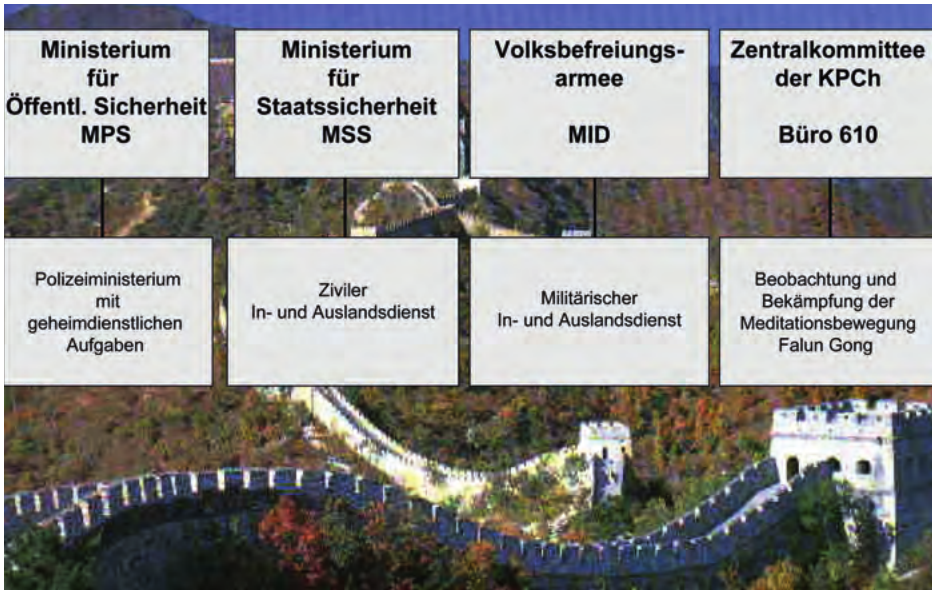 Ministerium
für
Öffentl. Sicherheit
MPS
Ministerium
für
Staatssicherheit
MSS
Volksbefreiungs-
armee
MID
Zentralkommittee
der KPCh
Büro 610
Polizeiministerium
mit
geheimdienstlichen
Aufgaben
Ziviler
In- und Auslandsdienst
Militärischer
In- und Auslandsdienst
Beobachtung und
Bekämpfung der
Meditationsbewegung
Falun Gong